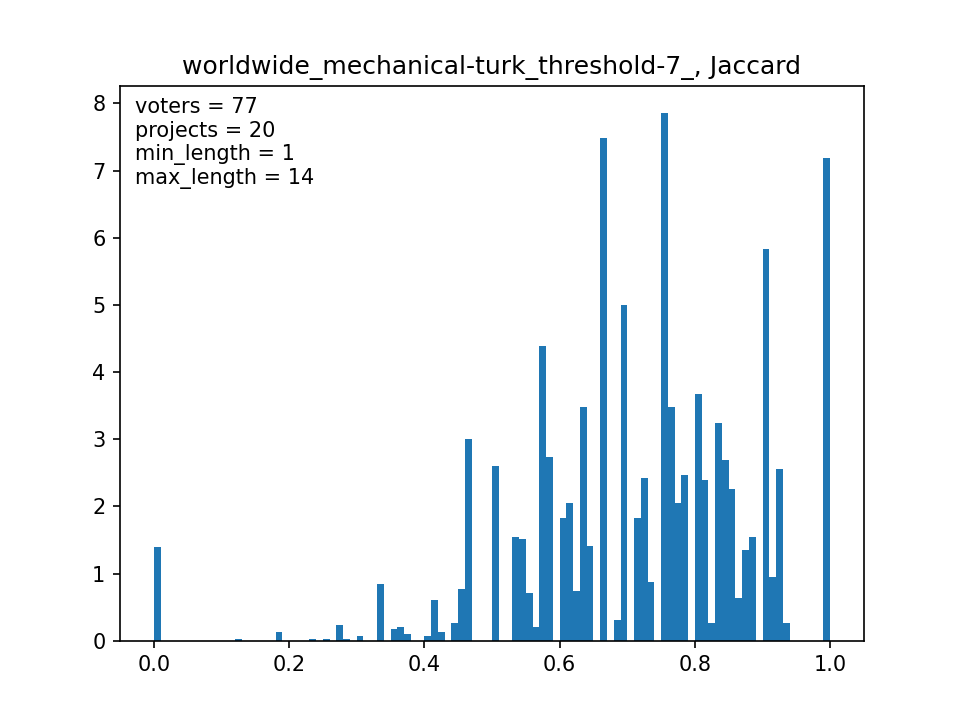 worldwide_mechanical-turk_threshold-7_, Jaccard
voters = 77
projects = 20
min_length = 1
max_length = 14
8
7
6
5
4
3
2
1
0
0.0 0.2 0.4 0.6 0.8 1.0